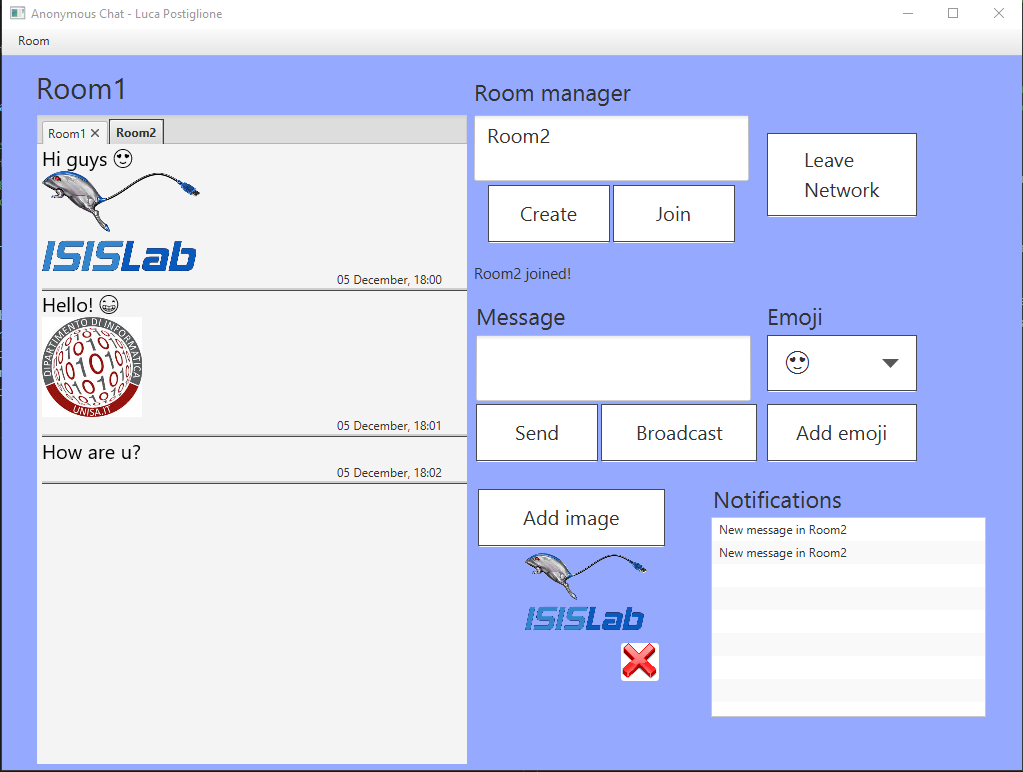 Anonymous Chat - Luca Postiglione
Room
Room1
Room1
Room2
Hi guys 😍
ISISLab
05 December, 18:00
Hello! 😂
DIPARTIMENTO DI INFORMATICA
101
UNISA.IT
05 December, 18:01
How are u?
05 December, 18:02
Room manager
Room2
Create
Join
Leave
Network
Room2 joined!
Message
Emoji
😍
Send
Broadcast
Add emoji
Add image
ISISLab
Notifications
New message in Room2
New message in Room2